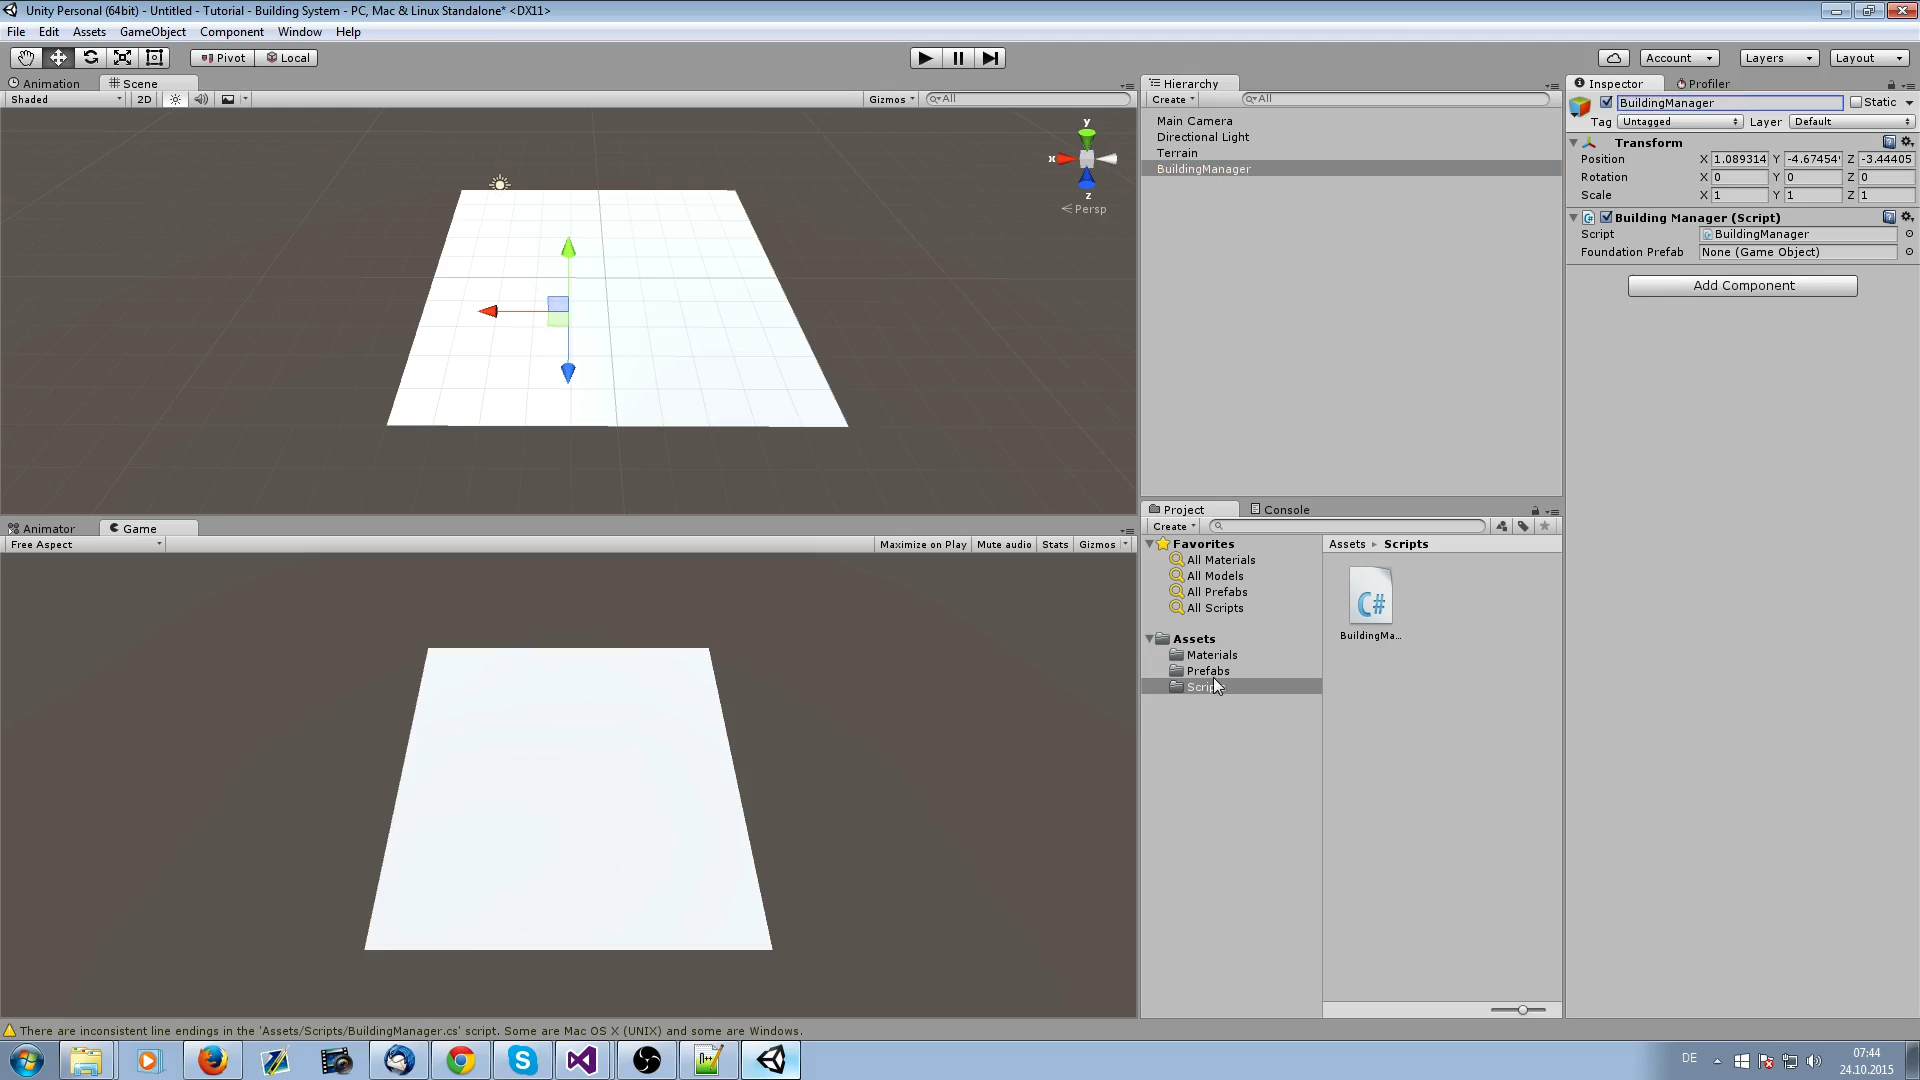 Unity Personal (64bit) - Untitled - Tutorial - Building System - PC, Mac & Linux Standalone* <DX11>
File Edit Assets GameObject Component Window Help
Pivot Local
Account Layers Layout
Animation Scene
Shaded 2D Gizmos All
y
x
z
Persp
Hierarchy
Create All
Main Camera
Directional Light
Terrain
BuildingManager
Inspector Profiler
BuildingManager Static
Tag Untagged Layer Default
Transform
Position X 1.089314 Y -4.67454 Z -3.44405
Rotation X 0 Y 0 Z 0
Scale X 1 Y 1 Z 1
Building Manager (Script)
Script BuildingManager
Foundation Prefab None (Game Object)
Add Component
Animator Game
Free Aspect Maximize on Play Mute audio Stats Gizmos
Project Console
Create
Favorites
All Materials
All Models
All Prefabs
All Scripts
Assets
Materials
Prefabs
Assets Scripts
C#
BuildingMa...
There are inconsistent line endings in the 'Assets/Scripts/BuildingManager.cs' script. Some are Mac OS X (UNIX) and some are Windows.
DE
07:44
24.10.2015